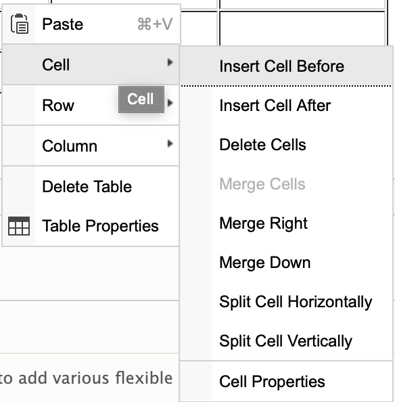 Paste ⌘+V
Cell
Row
Cell
Column
Delete Table
Table Properties
Insert Cell Before
Insert Cell After
Delete Cells
Merge Cells
Merge Right
Merge Down
Split Cell Horizontally
Split Cell Vertically
Cell Properties
to add various flexible